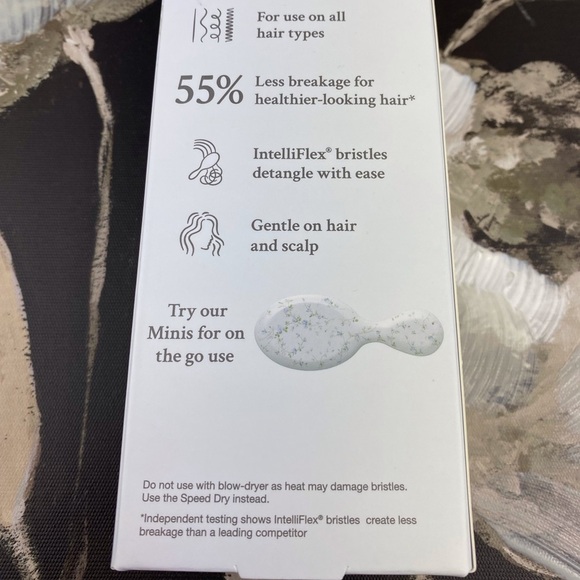 For use on all
hair types
55% Less breakage for
healthier-looking hair*
IntelliFlex® bristles
detangle with ease
Gentle on hair
and scalp
Try our
Minis for on
the go use
Do not use with blow-dryer as heat may damage bristles.
Use the Speed Dry instead.
*Independent testing shows IntelliFlex® bristles create less
breakage than a leading competitor